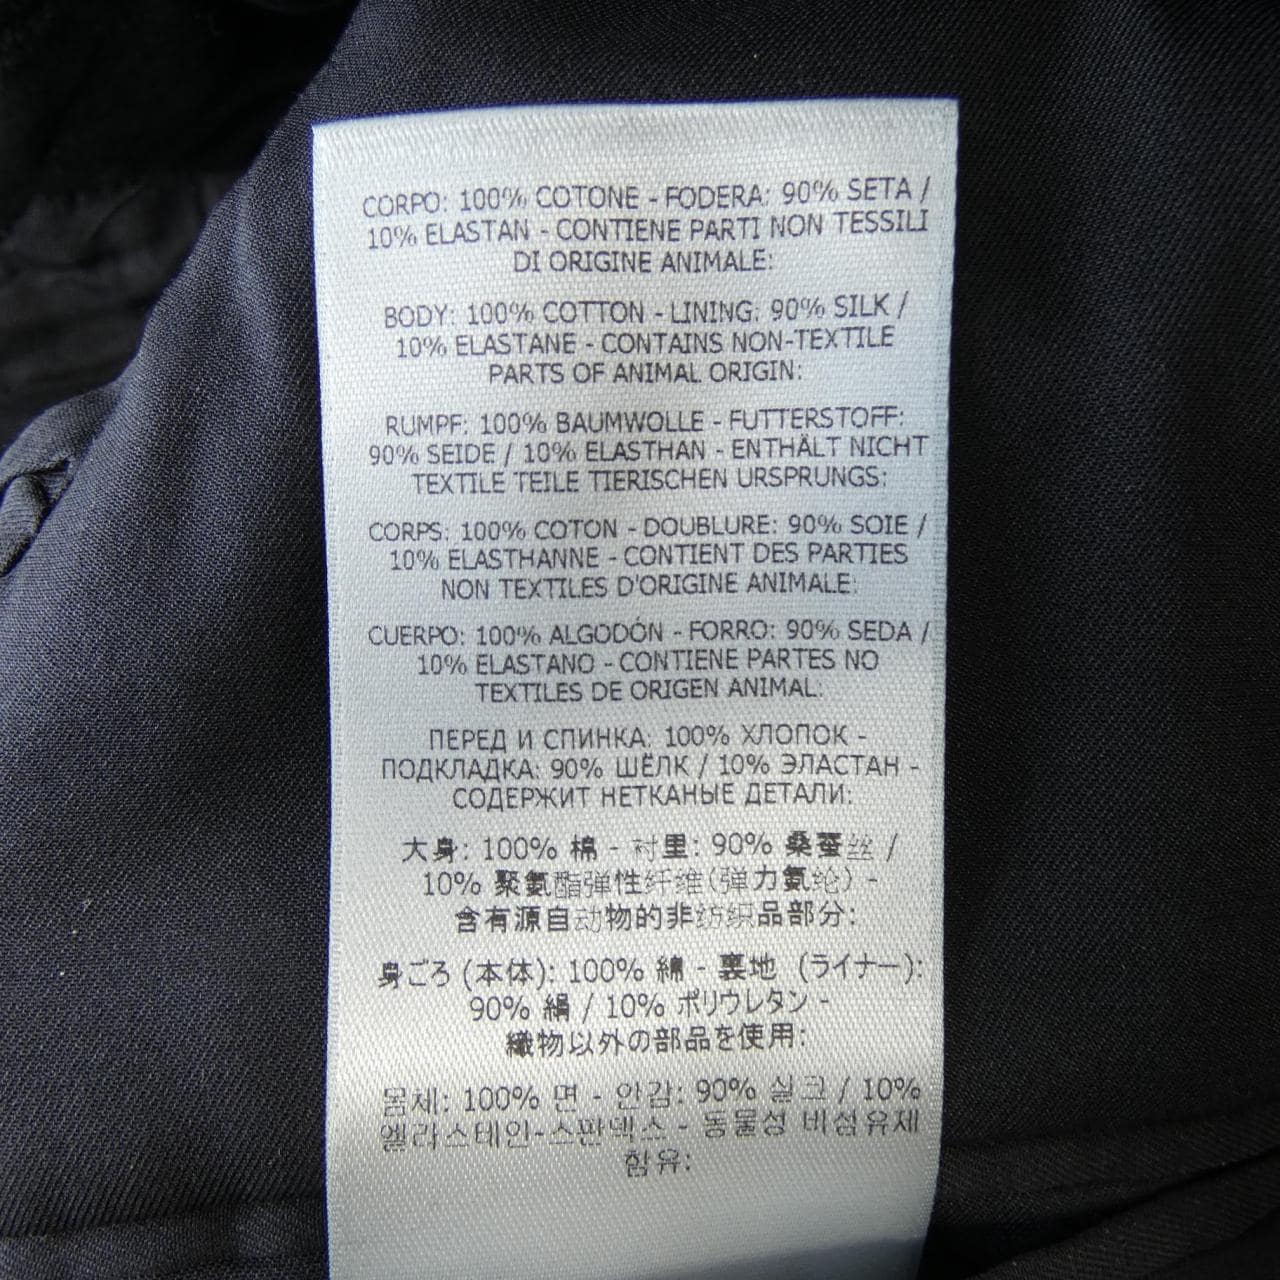 CORPO: 100% COTONE - FODERA: 90% SETA /
10% ELASTAN - CONTIENE PARTI NON TESSILI
DI ORIGINE ANIMALE:
BODY: 100% COTTON - LINING: 90% SILK /
10% ELASTANE - CONTAINS NON-TEXTILE
PARTS OF ANIMAL ORIGIN:
RUMPF: 100% BAUMWOLLE - FUTTERSTOFF:
90% SEIDE / 10% ELASTHAN - ENTHÄLT NICHT
TEXTILE TEILE TIERISCHEN URSPRUNGS:
CORPS: 100% COTON - DOUBLURE: 90% SOIE /
10% ELASTHANNE - CONTIENT DES PARTIES
NON TEXTILES D'ORIGINE ANIMALE:
CUERPO: 100% ALGODÓN - FORRO: 90% SEDA /
10% ELASTANO - CONTIENE PARTES NO
TEXTILES DE ORIGEN ANIMAL:
ПЕРЕД И СПИНКА: 100% ХЛОПОК -
ПОДКЛАДКА: 90% ШЁЛК / 10% ЭЛАСТАН -
СОДЕРЖИТ НЕТКАНЫЕ ДЕТАЛИ:
大身: 100% 棉 - 衬里: 90% 桑蚕丝 /
10% 聚氨酯弹性纤维(弹力氨纶) -
含有源自动物的非纺织品部分:
身ごろ (本体): 100% 綿 - 裏地 (ライナー):
90% 絹 / 10% ポリウレタン -
織物以外の部品を使用:
몸체: 100% 면 - 안감: 90% 실크 / 10%
엘라스테인-스판덱스 - 동물성 비섬유제
함유: